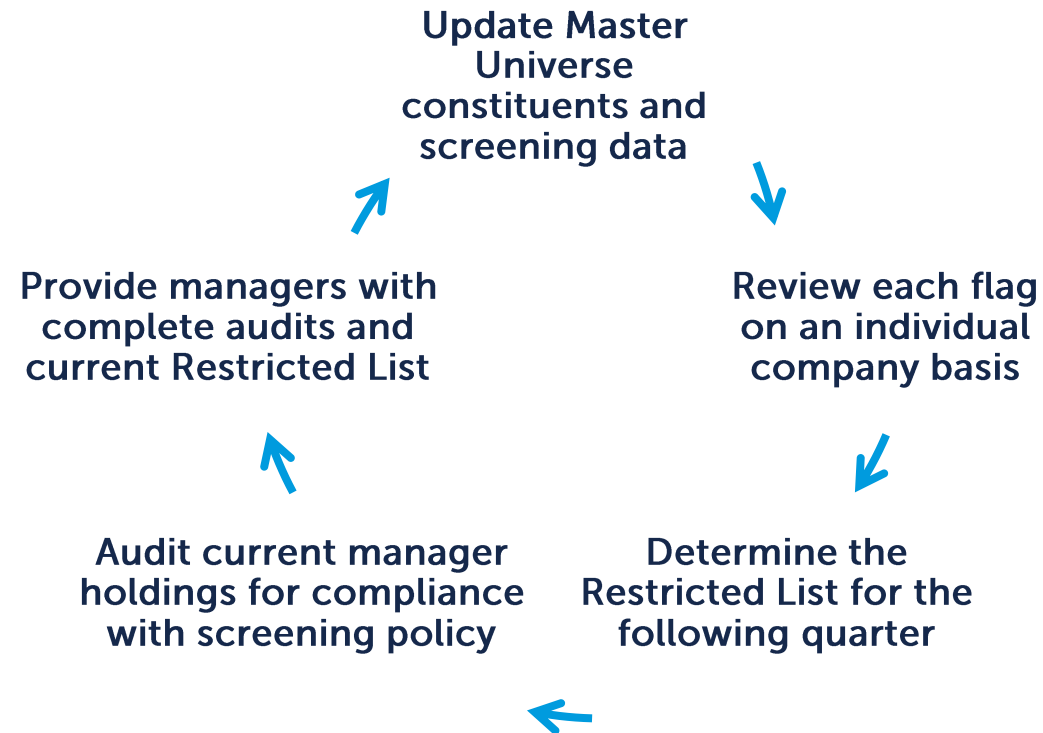 Update Master
Universe
constituents and
screening data
Provide managers with
complete audits and
current Restricted List
Review each flag
on an individual
company basis
Audit current manager
holdings for compliance
with screening policy
Determine the
Restricted List for the
following quarter